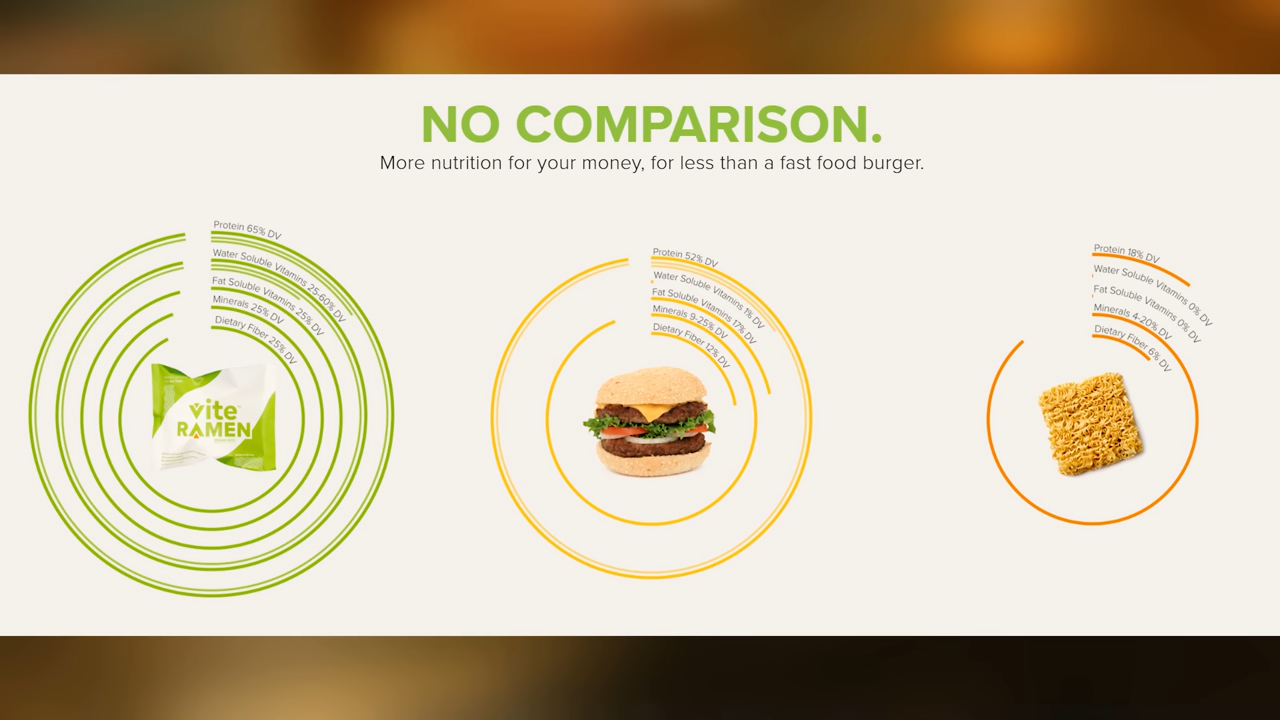 NO COMPARISON.
More nutrition for your money, for less than a fast food burger.
Protein 65% DV
Water Soluble Vitamins 25-60% DV
Fat Soluble Vitamins 25% DV
Minerals 25% DV
Dietary Fiber 25% DV
vite
RAMEN
Protein 52% DV
Water Soluble Vitamins 1% DV
Fat Soluble Vitamins 17% DV
Minerals 9-25% DV
Dietary Fiber 12% DV
Protein 18% DV
Water Soluble Vitamins 0% DV
Fat Soluble Vitamins 0% DV
Minerals 4-20% DV
Dietary Fiber 6% DV